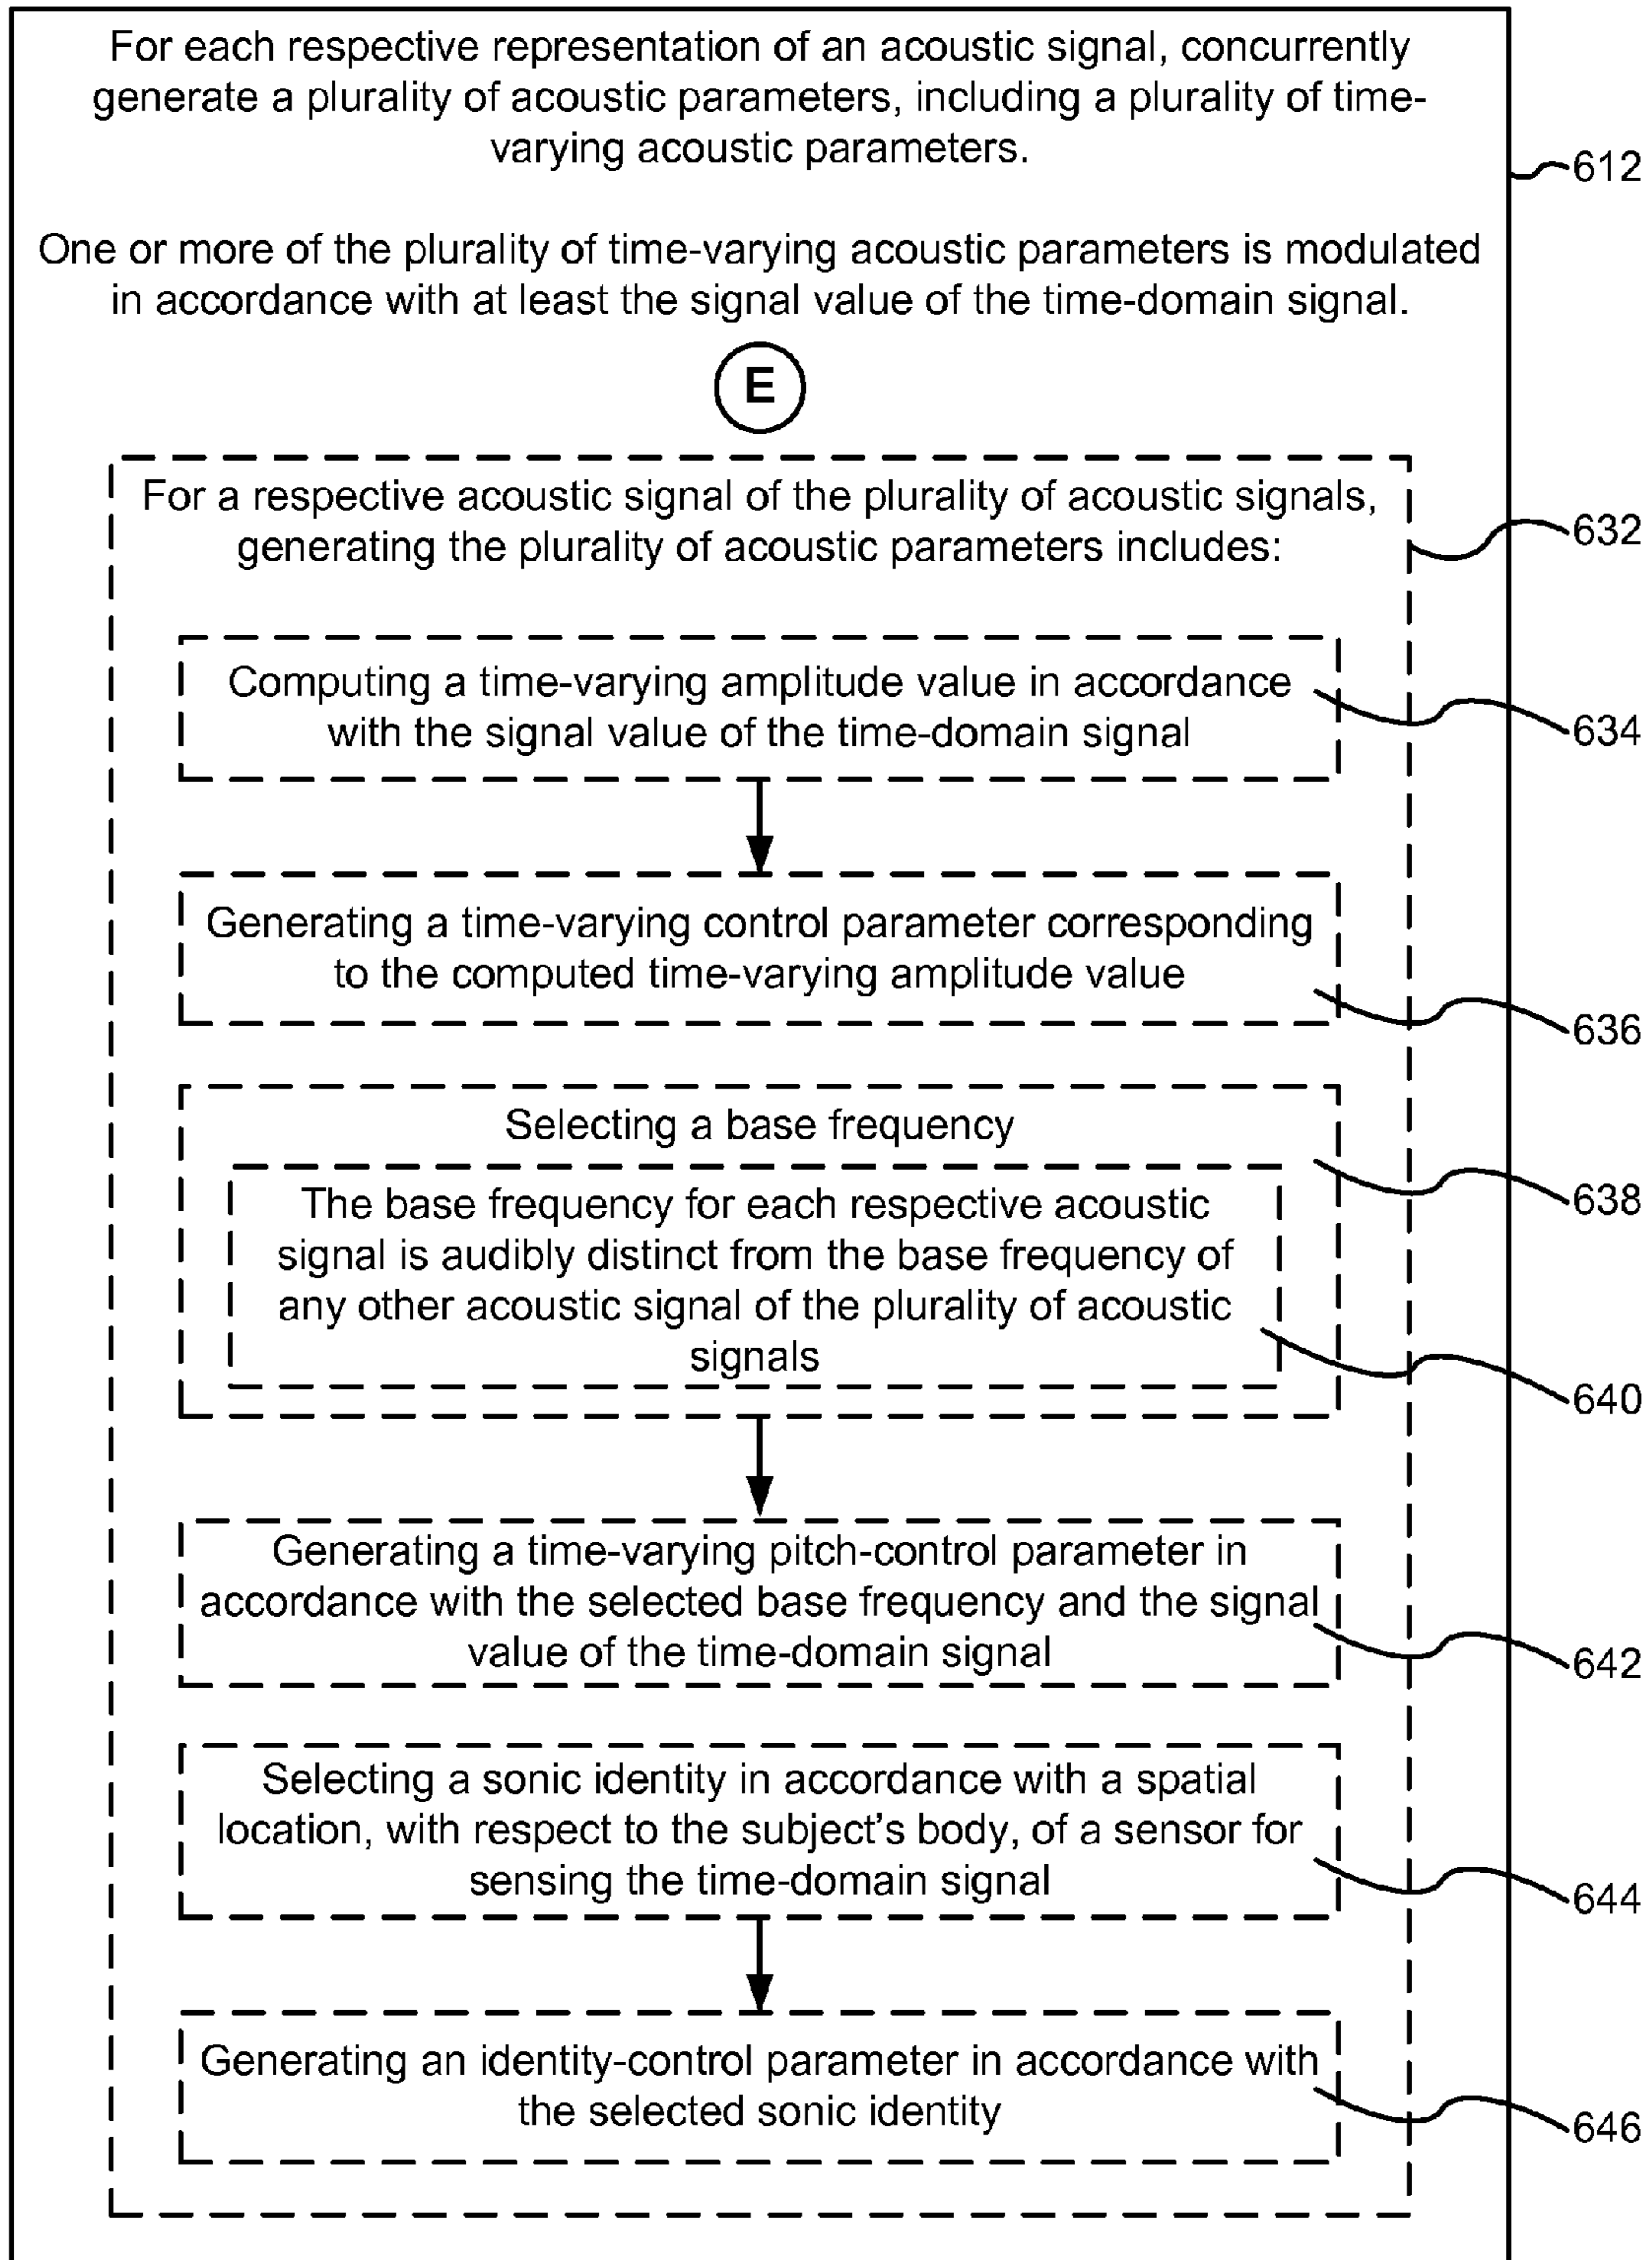 For each respective representation of an acoustic signal, concurrently
generate a plurality of acoustic parameters, including a plurality of time-
varying acoustic parameters.
612
One or more of the plurality of time-varying acoustic parameters is modulated
in accordance with at least the signal value of the time-domain signal.
E
For a respective acoustic signal of the plurality of acoustic signals,
generating the plurality of acoustic parameters includes:
632
Computing a time-varying amplitude value in accordance
with the signal value of the time-domain signal
634
Generating a time-varying control parameter corresponding
to the computed time-varying amplitude value
636
Selecting a base frequency
638
The base frequency for each respective acoustic
signal is audibly distinct from the base frequency of
any other acoustic signal of the plurality of acoustic
signals
640
Generating a time-varying pitch-control parameter in
accordance with the selected base frequency and the signal
value of the time-domain signal
642
Selecting a sonic identity in accordance with a spatial
location, with respect to the subject's body, of a sensor for
sensing the time-domain signal
644
Generating an identity-control parameter in accordance with
the selected sonic identity
646